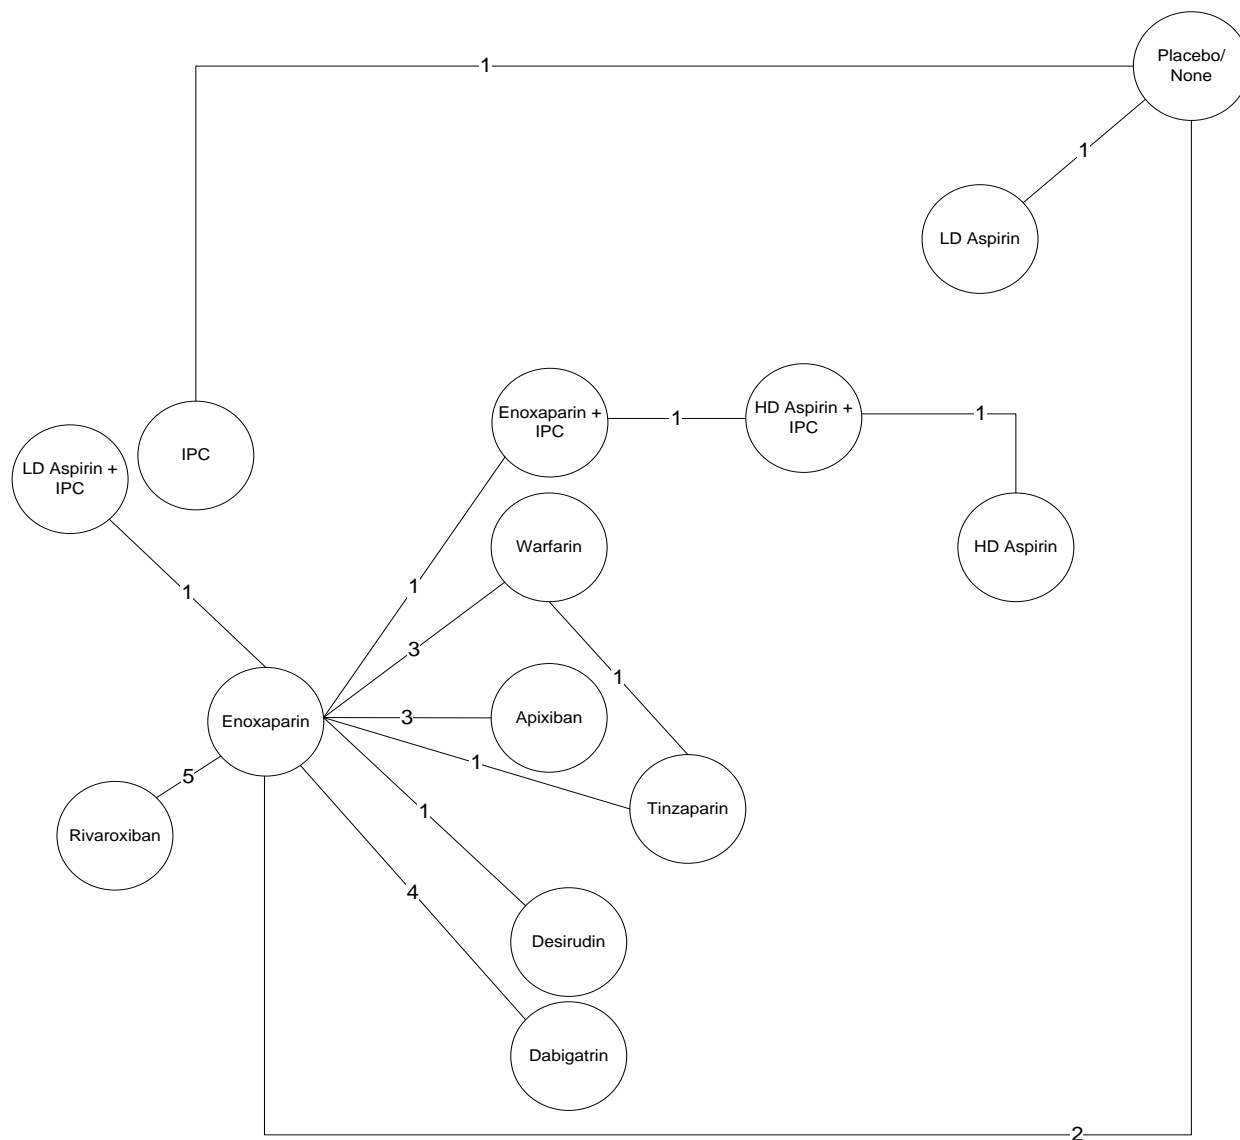 Placebo/
None
1
1
LD Aspirin
Enoxaparin +
IPC
1
HD Aspirin +
IPC
1
IPC
LD Aspirin +
IPC
Warfarin
HD Aspirin
1
1
3
1
Enoxaparin
3
Apixiban
1
5
1
Tinzaparin
Rivaroxiban
4
Desirudin
Dabigatrin
2